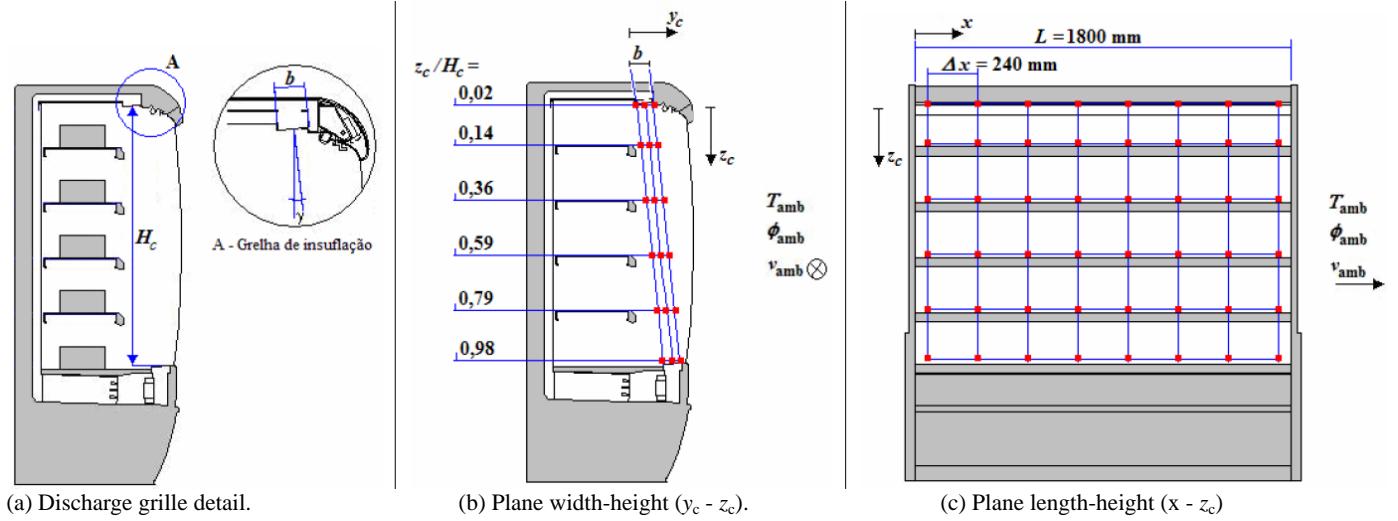 A
b
γ
H_c
A - Grelha de insuflação
(a) Discharge grille detail.
y_c
b
z_c/H_c =
0,02
0,14
0,36
0,59
0,79
0,98
z_c
T_amb
ϕ_amb
v_amb
(b) Plane width-height (y_c - z_c).
x
L = 1800 mm
Δx = 240 mm
z_c
T_amb
ϕ_amb
v_amb
(c) Plane length-height (x - z_c)